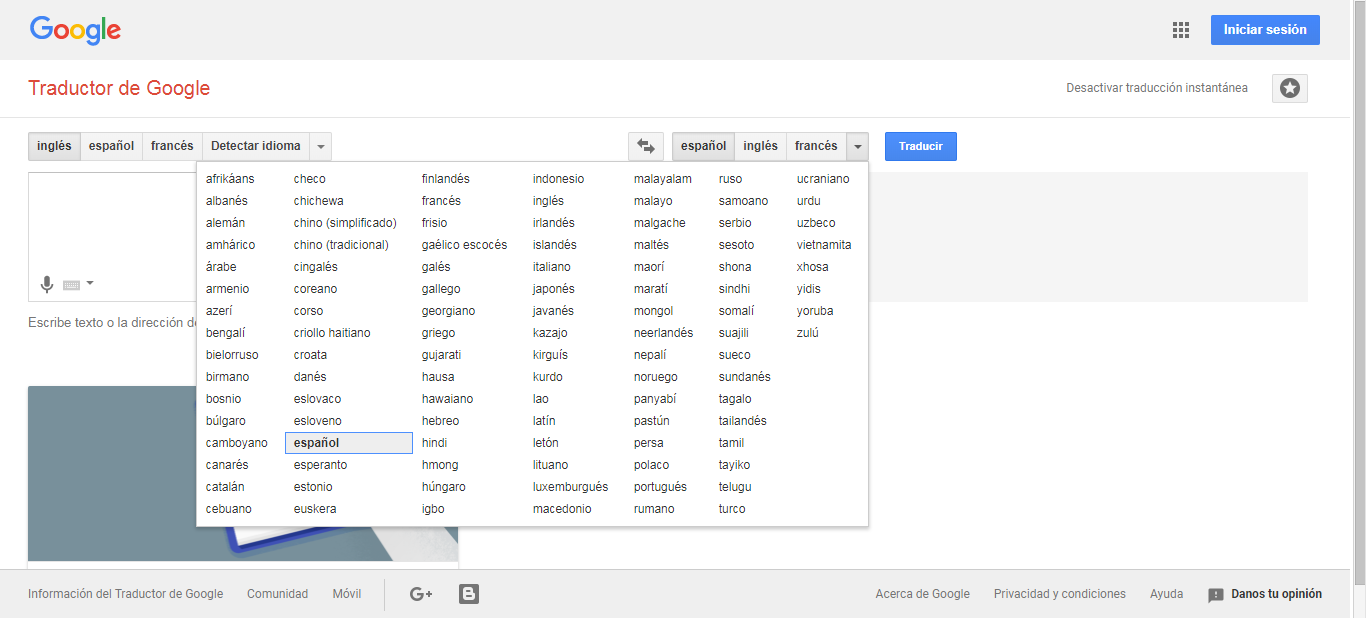 Google
Iniciar sesión
Traductor de Google
Desactivar traducción instantánea
inglés español francés Detectar idioma
español inglés francés
Traducir
afrikáans checo finlandés indonesio malayalam ruso ucraniano
albanés chichewa francés inglés malayo samoano urdu
alemán chino (simplificado) frisio irlandés malgache serbio uzbeco
amhárico chino (tradicional) gaélico escocés islandés maltés sesoto vietnamita
árabe cingalés galés italiano maorí shona xhosa
armenio coreano gallego japonés maratí sindhi yidis
azerí corso georgiano javanés mongol somalí yoruba
bengalí criollo haitiano griego kazajo neerlandés suajili zulú
bielorruso croata gujarati kirguís nepalí sueco
birmano danés hausa kurdo noruego sundanés
bosnio eslovaco hawaiano lao panyabí tagalo
búlgaro esloveno hebreo latín pastún tailandés
camboyano español hindi letón persa tamil
canarés esperanto hmong lituano polaco tayiko
catalán estonio húngaro luxemburgués portugués telugu
cebuano euskera igbo macedonio rumano turco
Escribe texto o la dirección
Información del Traductor de Google Comunidad Móvil G+ B
Acerca de Google Privacidad y condiciones Ayuda Danos tu opinión